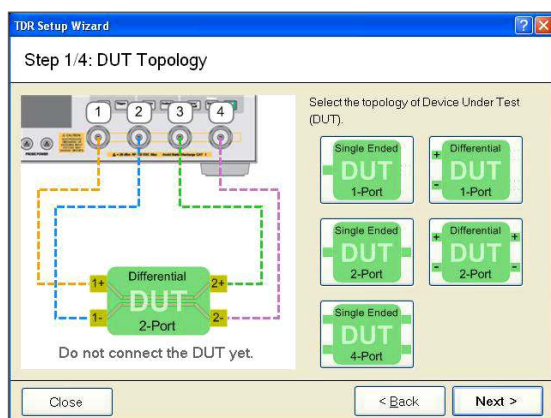 TDR Setup Wizard
Step 1/4: DUT Topology
1
2
3
4
Select the topology of Device Under Test
(DUT).
Single Ended
DUT
1-Port
Differential
+
DUT
-
1-Port
Single Ended
DUT
2-Port
Differential
+ +
DUT
- -
2-Port
Single Ended
DUT
4-Port
Differential
1+ 2+
DUT
1- 2-
2-Port
Do not connect the DUT yet.
Close
< Back
Next >